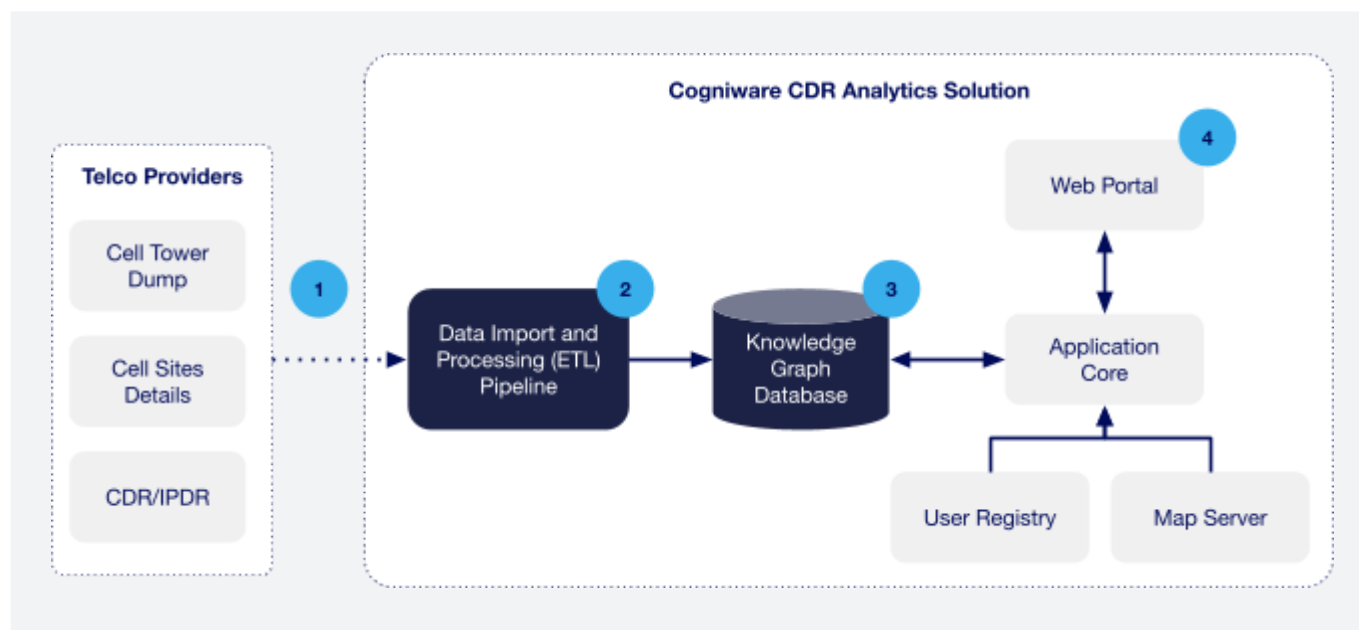 Cogniware CDR Analytics Solution
4
Telco Providers
Web Portal
Cell Tower
Dump
1
2
3
Data Import and
Processing (ETL)
Pipeline
Knowledge
Graph
Database
Application
Core
Cell Sites
Details
CDR/IPDR
User Registry
Map Server